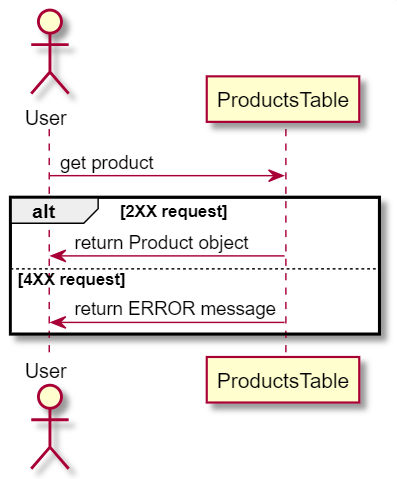 User
ProductsTable
get product
alt
[2XX request]
return Product object
[4XX request]
return ERROR message
User
ProductsTable